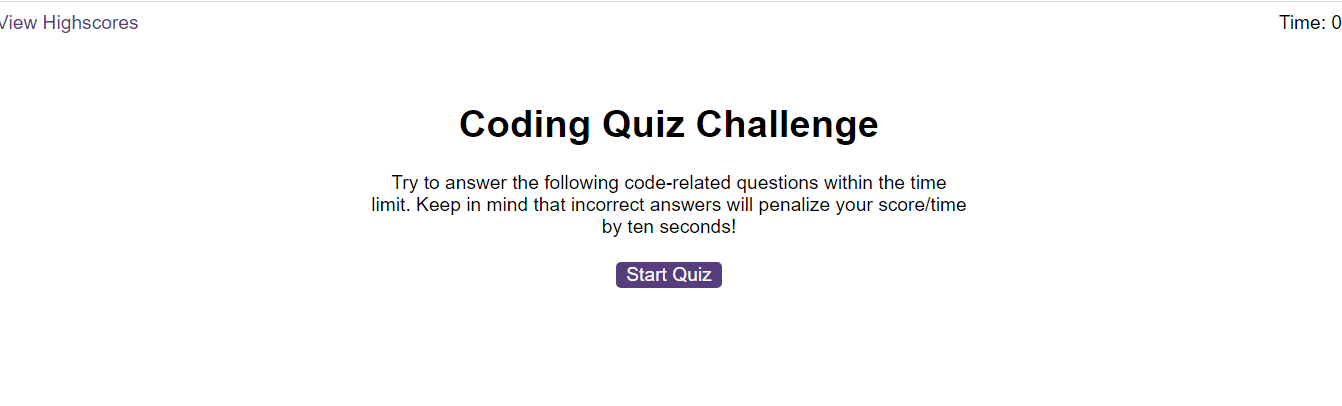 View Highscores
Time: 0
Coding Quiz Challenge
Try to answer the following code-related questions within the time
limit. Keep in mind that incorrect answers will penalize your score/time
by ten seconds!
Start Quiz